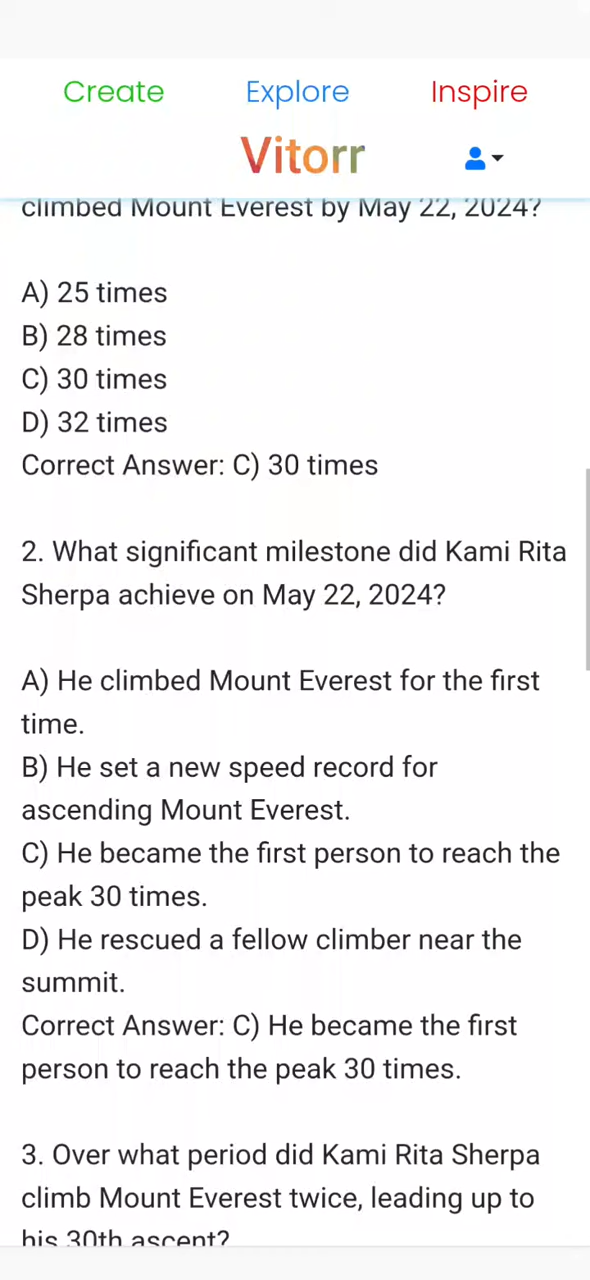 Create Explore Inspire
Vitorr
climbed Mount Everest by May 22, 2024?
A) 25 times
B) 28 times
C) 30 times
D) 32 times
Correct Answer: C) 30 times
2. What significant milestone did Kami Rita
Sherpa achieve on May 22, 2024?
A) He climbed Mount Everest for the first
time.
B) He set a new speed record for
ascending Mount Everest.
C) He became the first person to reach the
peak 30 times.
D) He rescued a fellow climber near the
summit.
Correct Answer: C) He became the first
person to reach the peak 30 times.
3. Over what period did Kami Rita Sherpa
climb Mount Everest twice, leading up to
his 30th ascent?